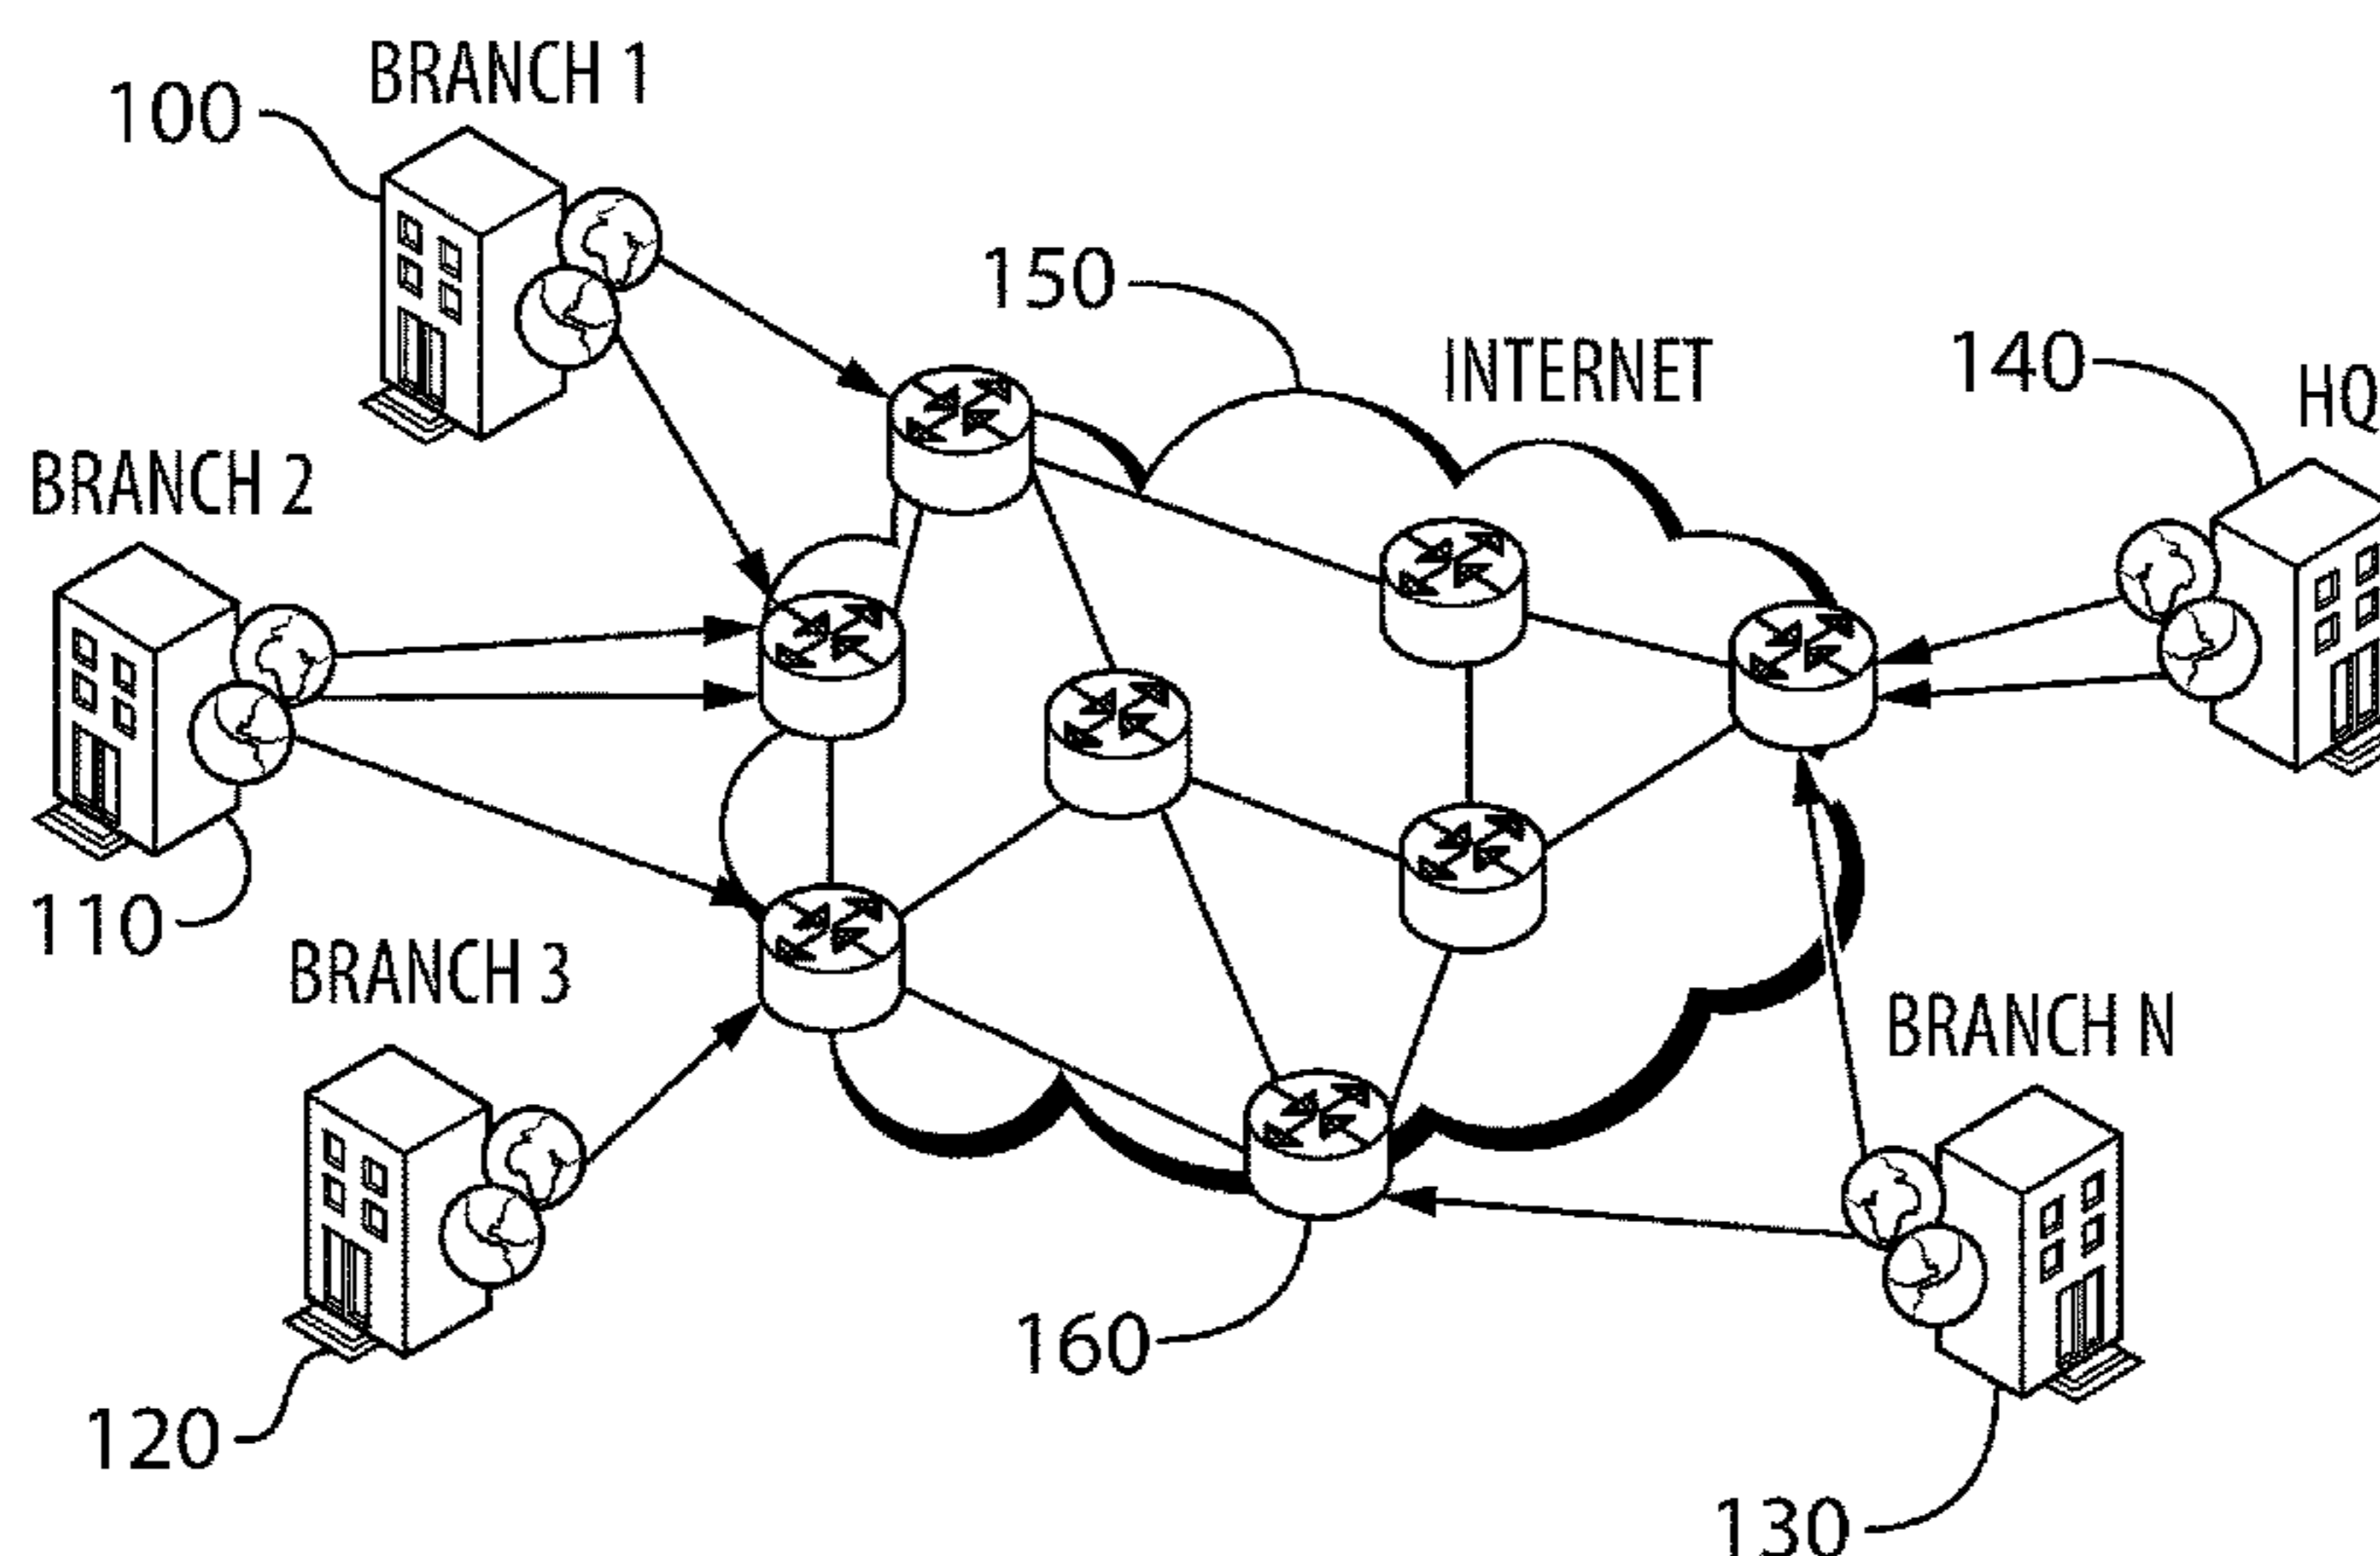 BRANCH 1
100
150
INTERNET
140
HQ
BRANCH 2
110
BRANCH 3
BRANCH N
160
120
130